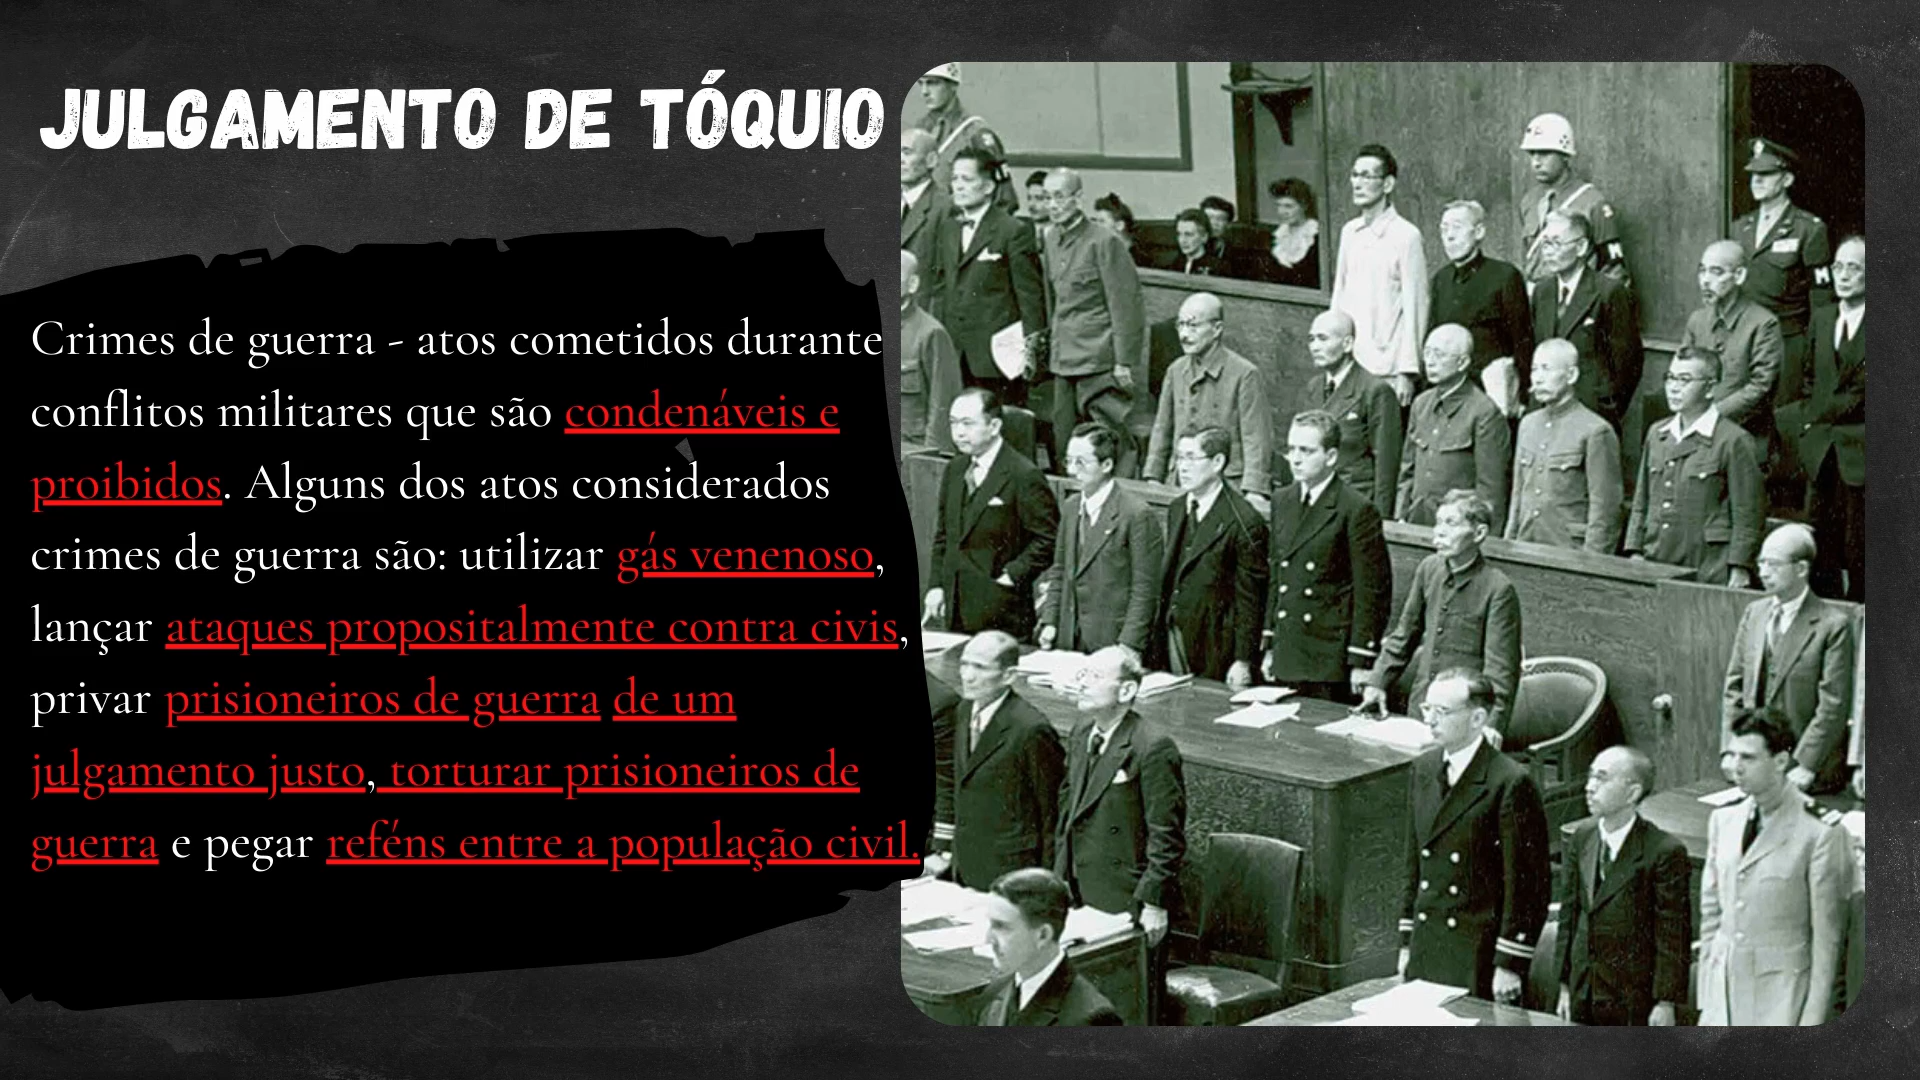 JULGAMENTO DE TÓQUIO
Crimes de guerra - atos cometidos durante
conflitos militares que são condenáveis e
proibidos. Alguns dos atos considerados
crimes de guerra são: utilizar gás venenoso,
lançar ataques propositalmente contra civis,
privar prisioneiros de guerra de um
julgamento justo, torturar prisioneiros de
guerra e pegar reféns entre a população civil.